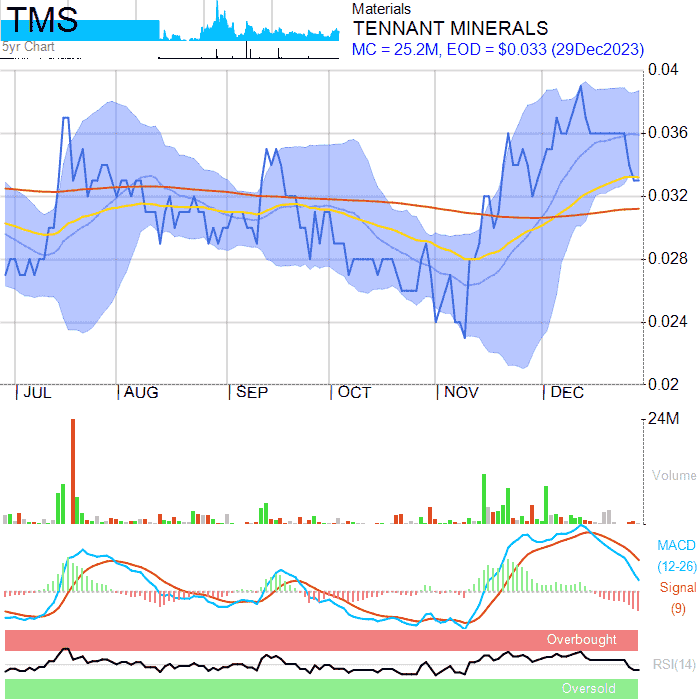 TMS
5yr Chart
Materials
TENNANT MINERALS
MC = 25.2M, EOD = $0.033 (29Dec2023)
0.04
0.036
0.032
0.028
0.024
0.02
JUL AUG SEP OCT NOV DEC
24M
Volume
MACD
(12-26)
Signal
(9)
Overbought
RSI(14)
Oversold